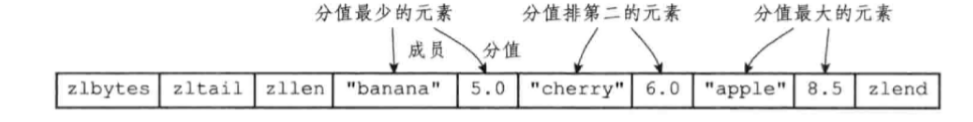 分值最少的元素 分值排第二的元素 分值最大的元素
成员 分值
zlbytes zltail zllen "banana" 5.0 "cherry" 6.0 "apple" 8.5 zlend